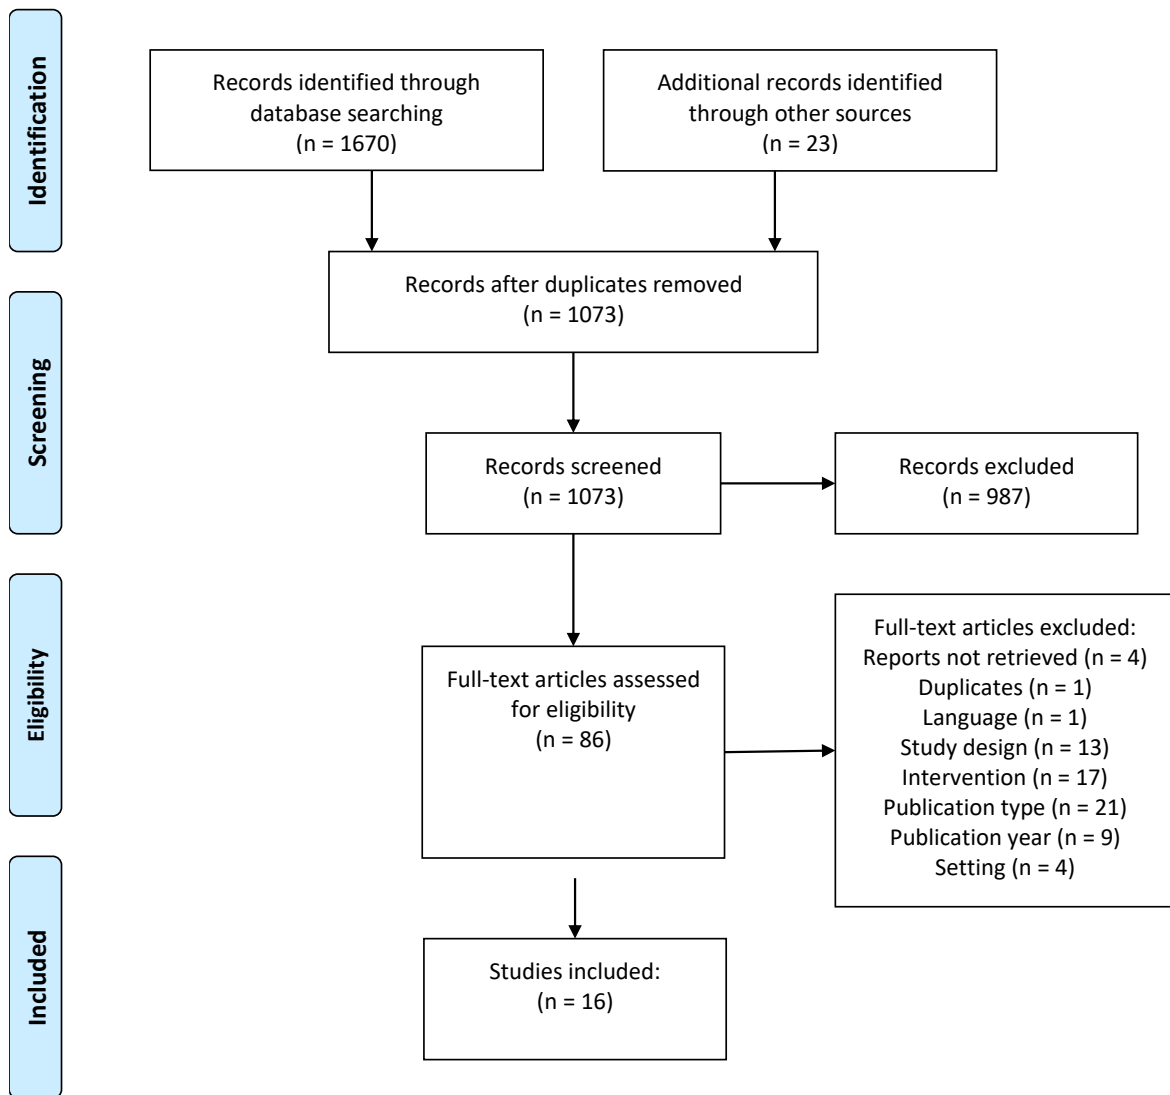 Identification
Records identified through
database searching
(n = 1670)
Additional records identified
through other sources
(n = 23)
Records after duplicates removed
(n = 1073)
Screening
Records screened
(n = 1073)
Records excluded
(n = 987)
Eligibility
Full-text articles assessed
for eligibility
(n = 86)
Full-text articles excluded:
Reports not retrieved (n = 4)
Duplicates (n = 1)
Language (n = 1)
Study design (n = 13)
Intervention (n = 17)
Publication type (n = 21)
Publication year (n = 9)
Setting (n = 4)
Included
Studies included:
(n = 16)